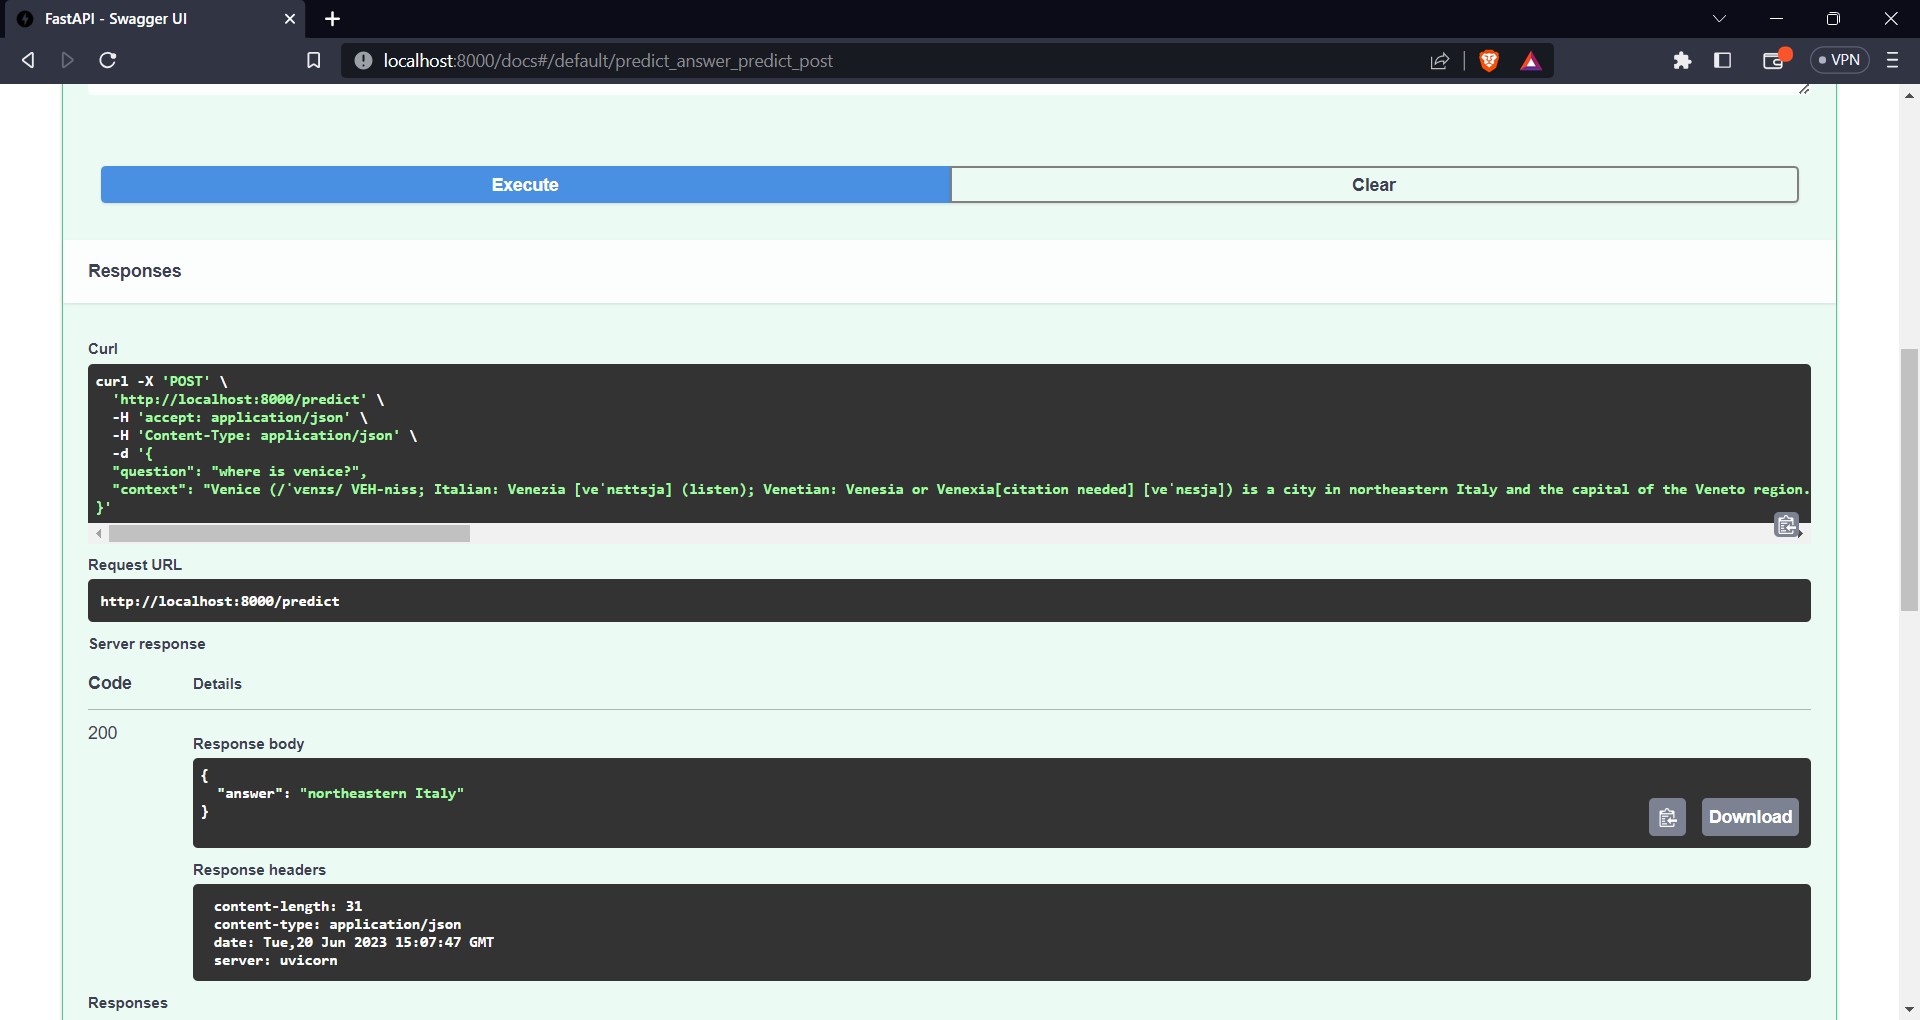 FastAPI - Swagger UI
localhost:8000/docs#/default/predict_answer_predict_post
VPN
Execute
Clear
Responses
Curl
curl -X 'POST' \
'http://localhost:8000/predict' \
-H 'accept: application/json' \
-H 'Content-Type: application/json' \
-d '{
"question": "where is venice?",
"context": "Venice (/ˈvɛnɪs/ VEH-niss; Italian: Venezia [veˈnɛttsja] (listen); Venetian: Venesia or Venexia[citation needed] [veˈnɛsja]) is a city in northeastern Italy and the capital of the Veneto region.
}'
Request URL
http://localhost:8000/predict
Server response
Code
Details
200
Response body
{
"answer": "northeastern Italy"
}
Download
Response headers
content-length: 31
content-type: application/json
date: Tue,20 Jun 2023 15:07:47 GMT
server: uvicorn
Responses